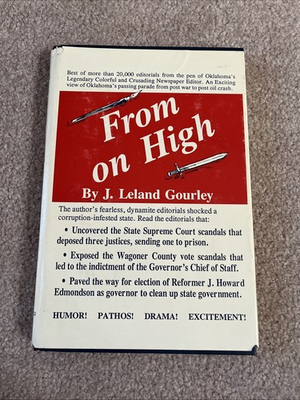 Best of more than 20,000 editorials from the pen of Oklahoma's
Legendary Colorful and Crusading Newspaper Editor. An Exciting
view of Oklahoma's passing parade from post war to post oil crash.
From
on High
By J. Leland Gourley
The author's fearless, dynamite editorials shocked a
corruption-infested state. Read the editorials that:
• Uncovered the State Supreme Court scandals that
deposed three justices, sending one to prison.
• Exposed the Wagoner County vote scandals that
led to the indictment of the Governor's Chief of Staff.
• Paved the way for election of Reformer J. Howard
Edmondson as governor to clean up state government.
HUMOR! PATHOS! DRAMA! EXCITEMENT!